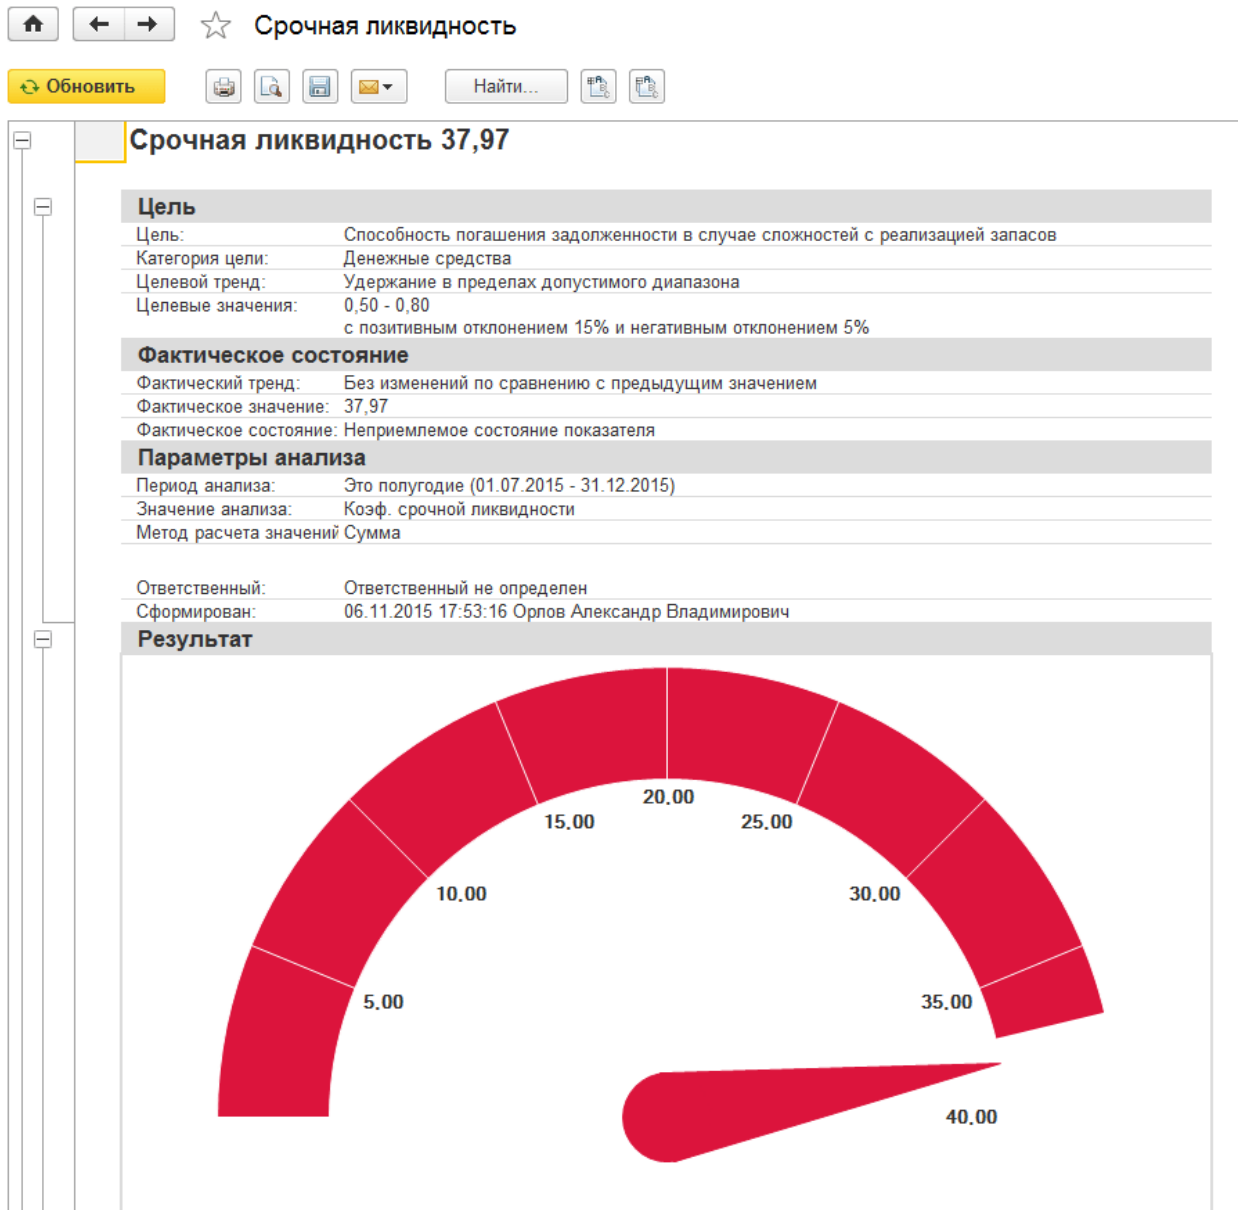 Срочная ликвидность
Обновить
Найти...
Срочная ликвидность 37,97
Цель
Цель: Способность погашения задолженности в случае сложностей с реализацией запасов
Категория цели: Денежные средства
Целевой тренд: Удержание в пределах допустимого диапазона
Целевые значения: 0,50 - 0,80
с позитивным отклонением 15% и негативным отклонением 5%
Фактическое состояние
Фактический тренд: Без изменений по сравнению с предыдущим значением
Фактическое значение: 37,97
Фактическое состояние: Неприемлемое состояние показателя
Параметры анализа
Период анализа: Это полугодие (01.07.2015 - 31.12.2015)
Значение анализа: Коэф. срочной ликвидности
Метод расчета значений Сумма
Ответственный: Ответственный не определен
Сформирован: 06.11.2015 17:53:16 Орлов Александр Владимирович
Результат
20,00
15,00 25,00
10,00 30,00
5,00 35,00
40,00